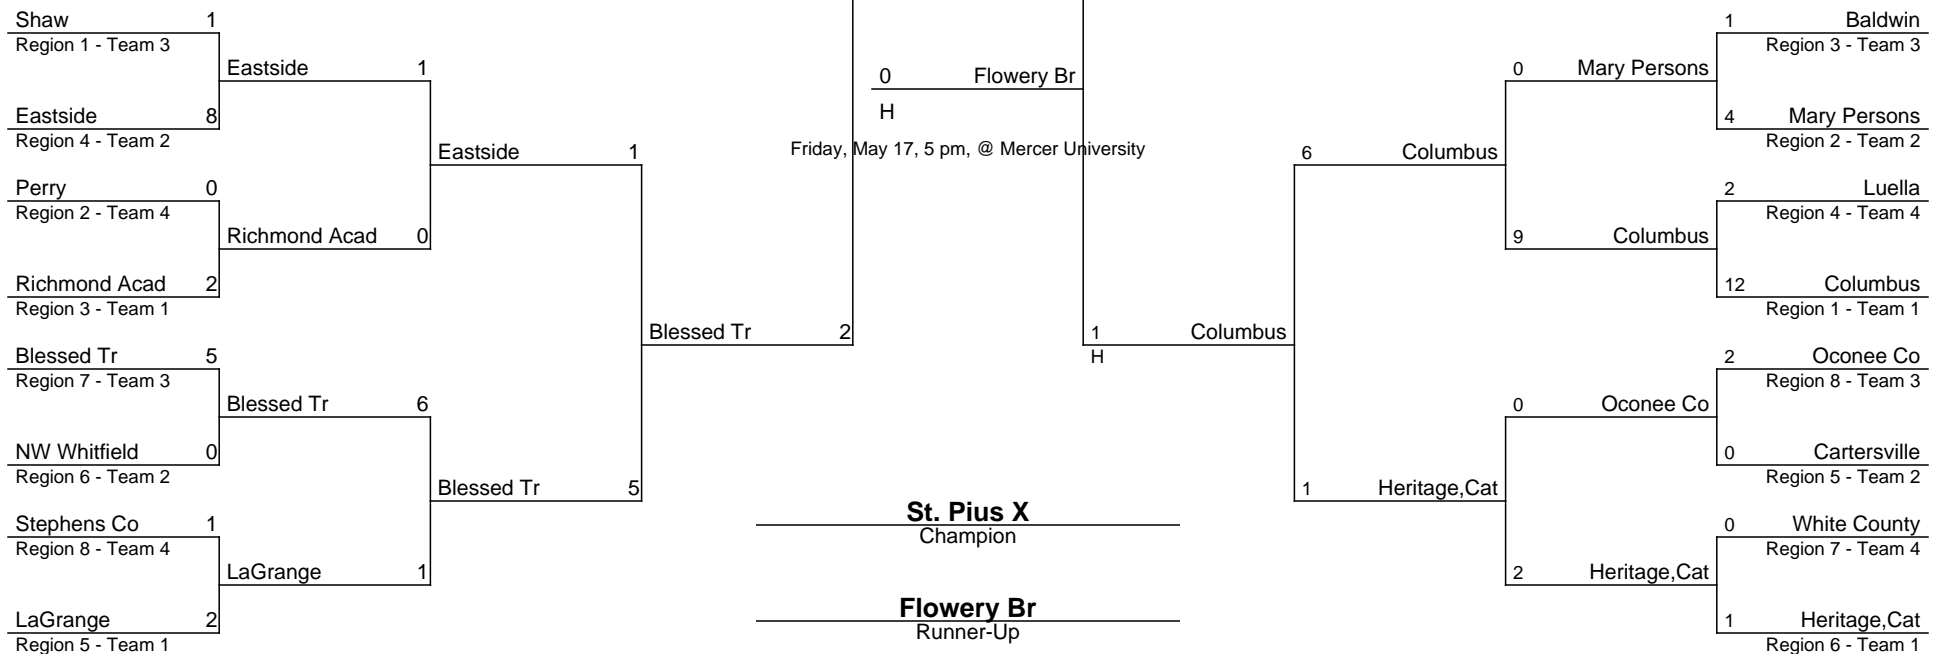 Shaw 1
Region 1 - Team 3
Eastside 1
Eastside 8
Region 4 - Team 2
Eastside 1
Perry 0
Region 2 - Team 4
Richmond Acad 0
Richmond Acad 2
Region 3 - Team 1
Blessed Tr 2
Blessed Tr 5
Region 7 - Team 3
Blessed Tr 6
NW Whitfield 0
Region 6 - Team 2
Blessed Tr 5
Stephens Co 1
Region 8 - Team 4
LaGrange 1
LaGrange 2
Region 5 - Team 1
0 Flowery Br
H
Friday, May 17, 5 pm, @ Mercer University
St. Pius X
Champion
Flowery Br
Runner-Up
1 Baldwin
Region 3 - Team 3
0 Mary Persons
4 Mary Persons
Region 2 - Team 2
6 Columbus
2 Luella
Region 4 - Team 4
9 Columbus
12 Columbus
Region 1 - Team 1
1 Columbus
H
2 Oconee Co
Region 8 - Team 3
0 Oconee Co
0 Cartersville
Region 5 - Team 2
1 Heritage,Cat
0 White County
Region 7 - Team 4
2 Heritage,Cat
1 Heritage,Cat
Region 6 - Team 1